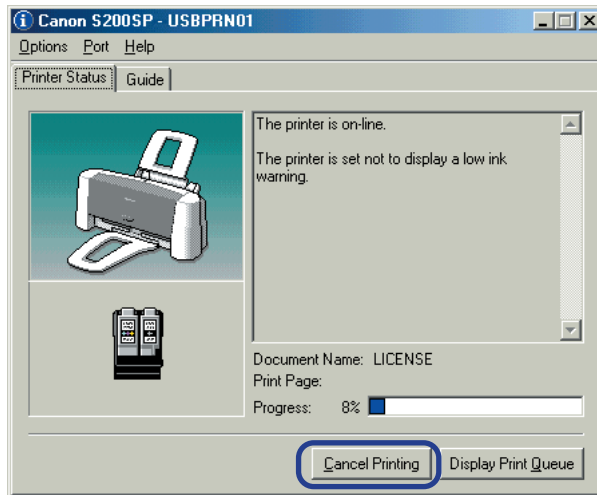 Canon S200SP - USBPRN01
Options Port Help
Printer Status Guide
The printer is on-line.
The printer is set not to display a low ink
warning.
Document Name: LICENSE
Print Page:
Progress: 8%
Cancel Printing Display Print Queue